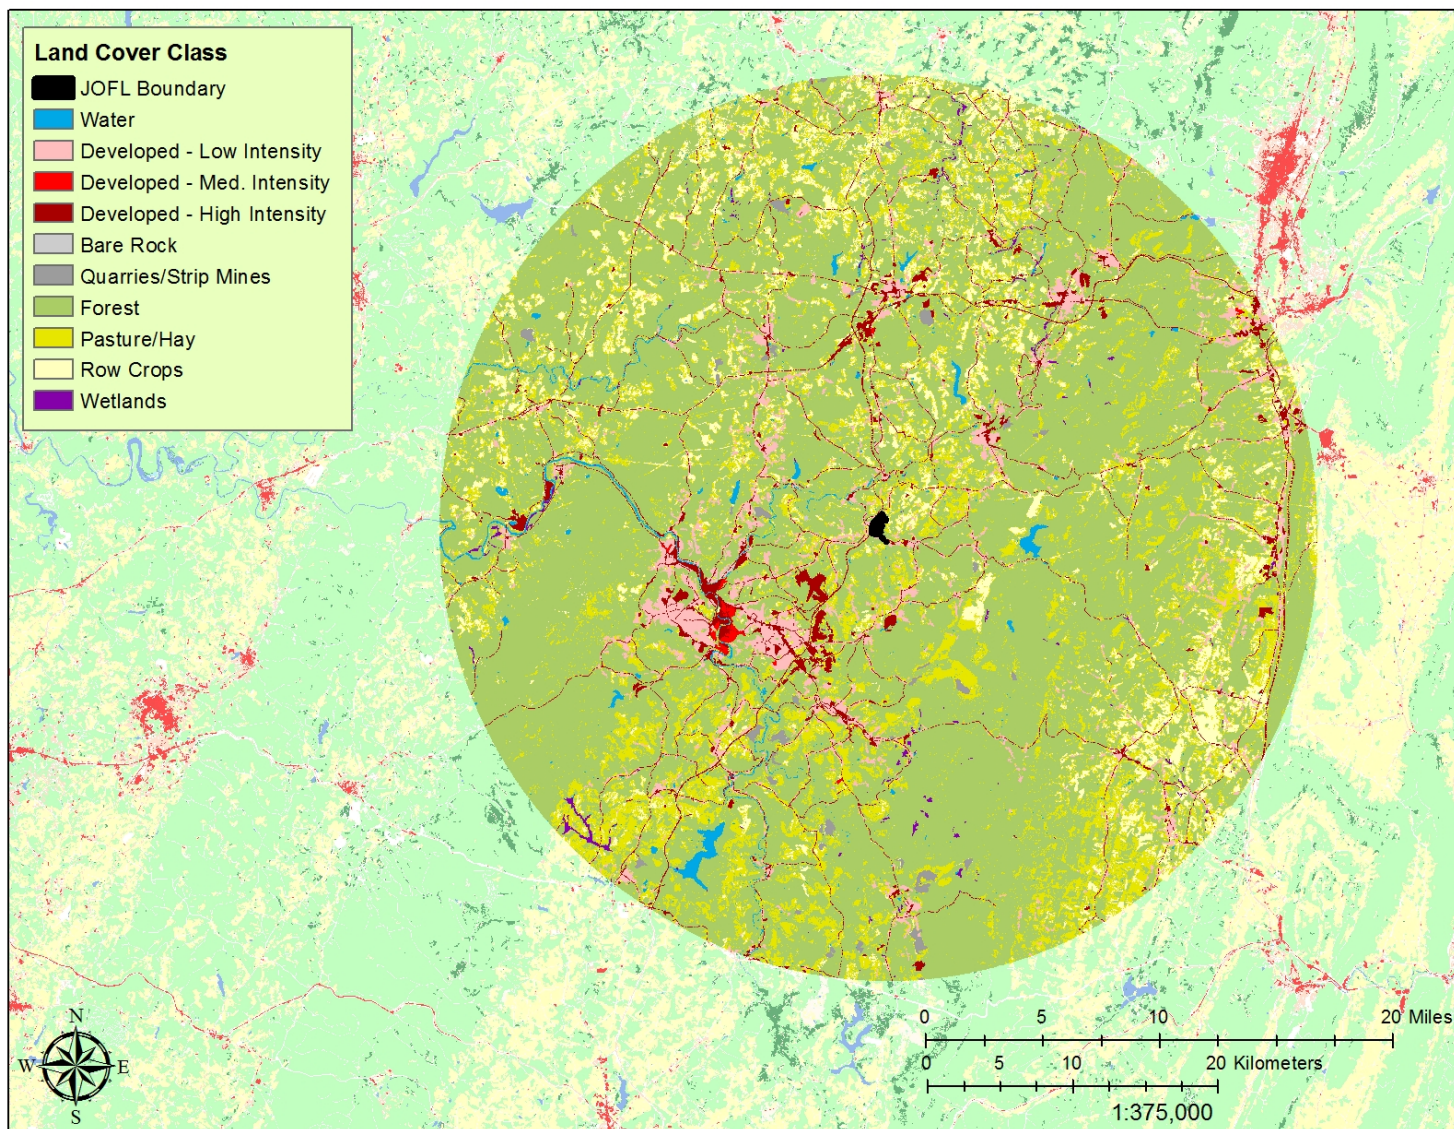 Land Cover Class
JOFL Boundary
Water
Developed - Low Intensity
Developed - Med. Intensity
Developed - High Intensity
Bare Rock
Quarries/Strip Mines
Forest
Pasture/Hay
Row Crops
Wetlands
N
W E
S
0 5 10 20 Miles
0 5 10 20 Kilometers
1:375,000